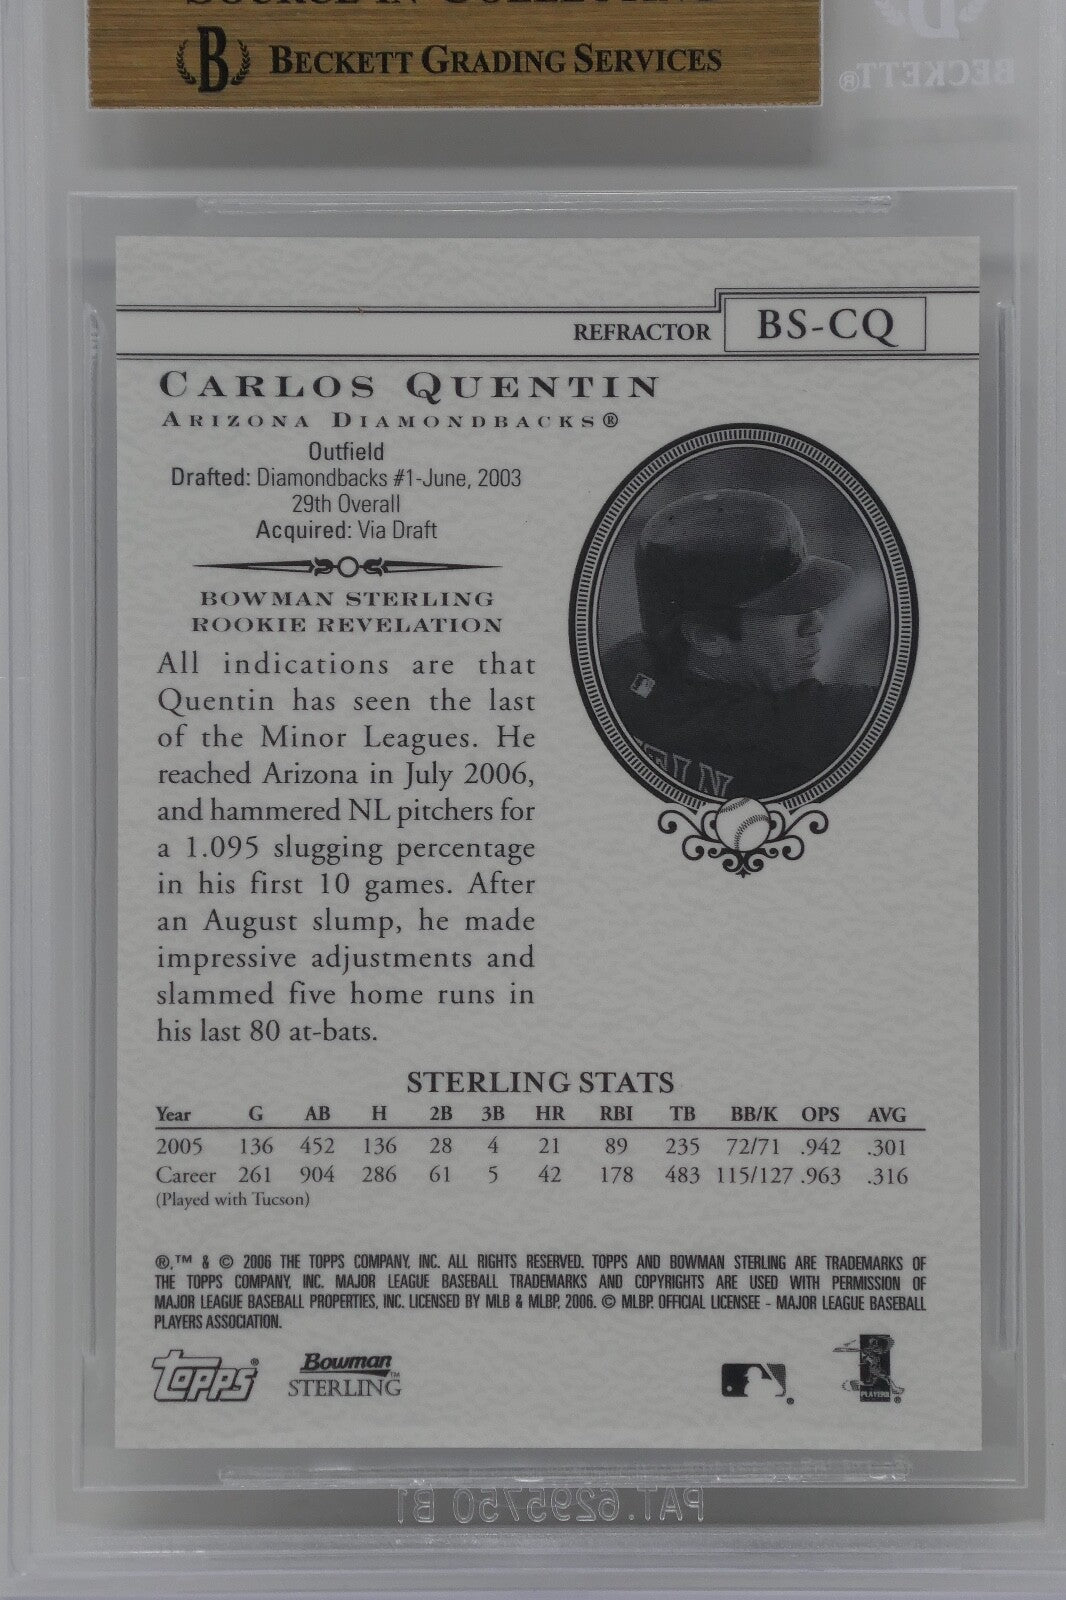 SOURCE IN COLLECTING
B BECKETT GRADING SERVICES
BECKETT®
REFRACTOR BS-CQ
CARLOS QUENTIN
ARIZONA DIAMONDBACKS®
Outfield
Drafted: Diamondbacks #1-June, 2003
29th Overall
Acquired: Via Draft
BOWMAN STERLING
ROOKIE REVELATION
All indications are that
Quentin has seen the last
of the Minor Leagues. He
reached Arizona in July 2006,
and hammered NL pitchers for
a 1.095 slugging percentage
in his first 10 games. After
an August slump, he made
impressive adjustments and
slammed five home runs in
his last 80 at-bats.
STERLING STATS
Year G AB H 2B 3B HR RBI TB BB/K OPS AVG
2005 136 452 136 28 4 21 89 235 72/71 .942 .301
Career 261 904 286 61 5 42 178 483 115/127 .963 .316
(Played with Tucson)
®,™ & © 2006 THE TOPPS COMPANY, INC. ALL RIGHTS RESERVED. TOPPS AND BOWMAN STERLING ARE TRADEMARKS OF
THE TOPPS COMPANY, INC. MAJOR LEAGUE BASEBALL TRADEMARKS AND COPYRIGHTS ARE USED WITH PERMISSION OF
MAJOR LEAGUE BASEBALL PROPERTIES, INC. LICENSED BY MLB & MLBP, 2006. © MLBP. OFFICIAL LICENSEE - MAJOR LEAGUE BASEBALL
PLAYERS ASSOCIATION.
Topps® Bowman STERLING™
PLAYERS
PAT. 6295750 B1